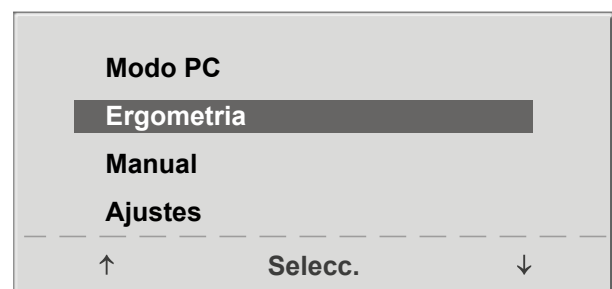 Modo PC
Ergometria
Manual
Ajustes
↑ Selecc. ↓